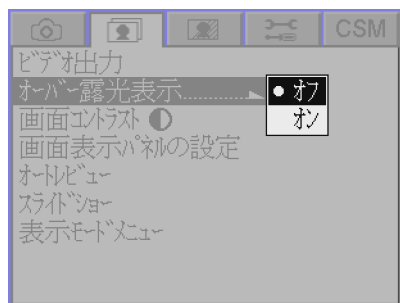 CSM
ビデオ出力
オーバー露光表示
オフ
オン
画面コントラスト
画面表示パネルの設定
オートレビュー
スライドショー
表示モードメニュー